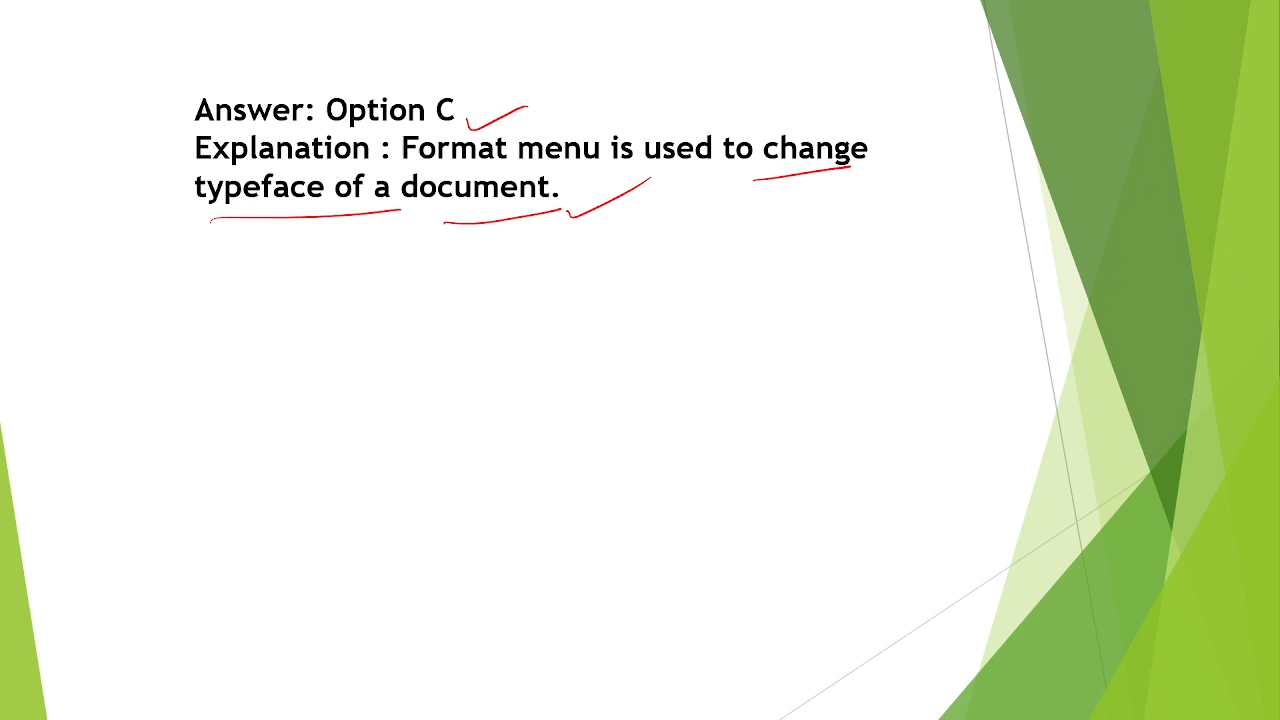 Answer: Option C
Explanation : Format menu is used to change
typeface of a document.